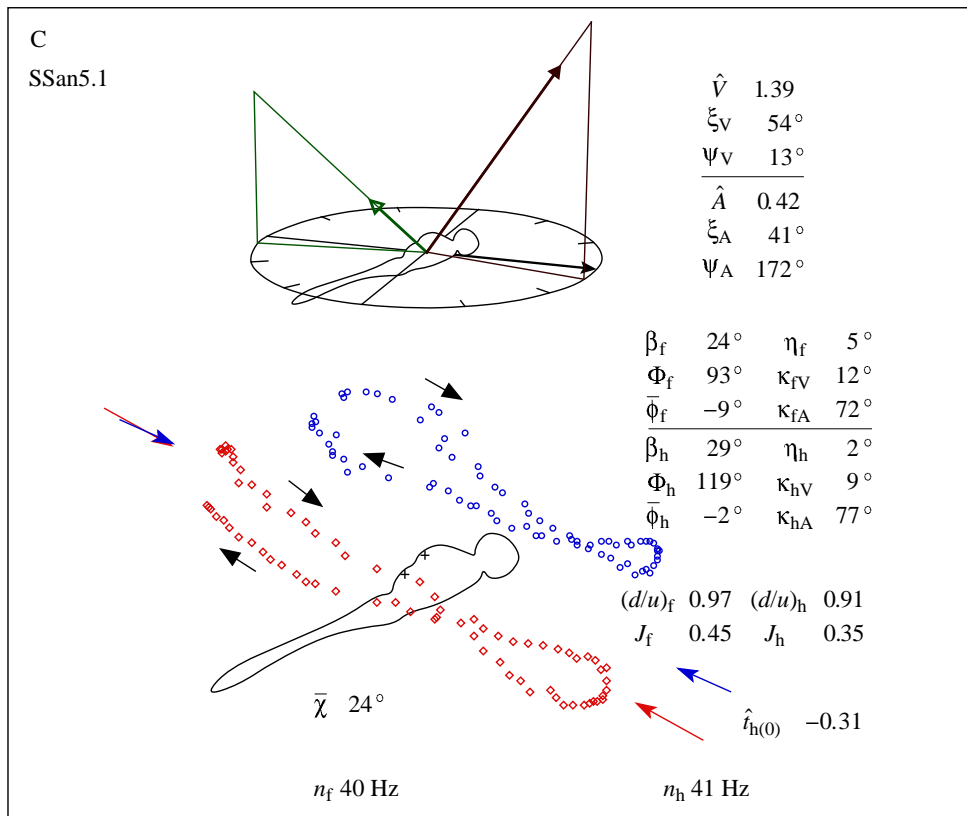 C
SSan5.1
V̂ 1.39
ξV 54°
ψV 13°
Â 0.42
ξA 41°
ψA 172°
βf 24° ηf 5°
Φf 93° κfV 12°
ϕ̅f −9° κfA 72°
βh 29° ηh 2°
Φh 119° κhV 9°
ϕ̅h −2° κhA 77°
(d/u)f 0.97 (d/u)h 0.91
Jf 0.45 Jh 0.35
χ̅ 24°
t̂h(0) −0.31
nf 40 Hz nh 41 Hz